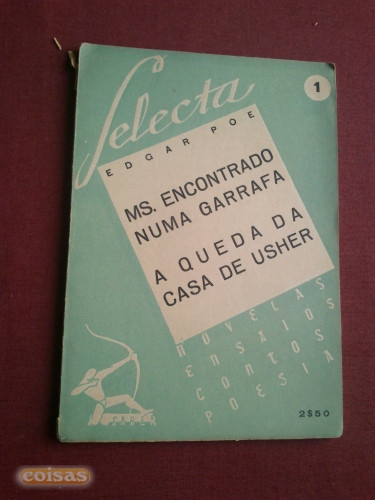 Selecta
1
EDGAR POE
MS. ENCONTRADO
NUMA GARRAFA
A QUEDA DA
CASA DE USHER
NOVELAS
ENSAIOS
CONTOS
POESIA
2$50
coisas